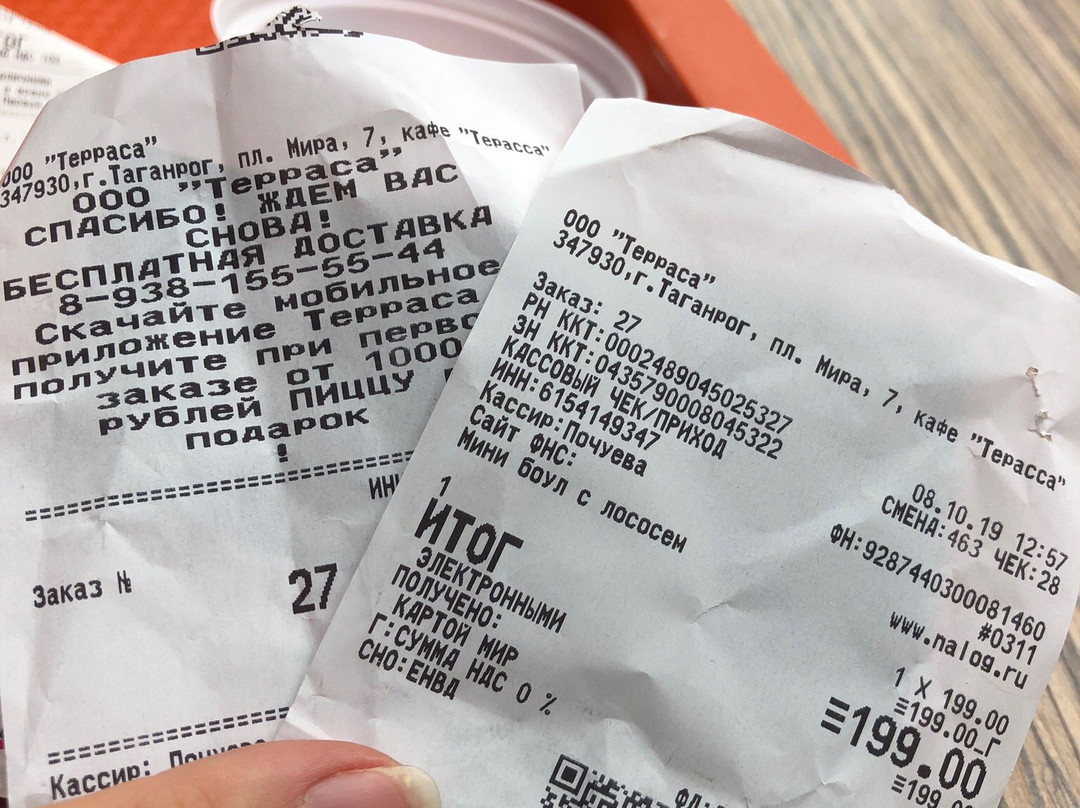 ООО "Терраса"
347930,г.Таганрог, пл. Мира, 7, кафе "Терасса"
ООО "Терраса"
СПАСИБО! ЖДЕМ ВАС
СНОВА!
БЕСПЛАТНАЯ ДОСТАВКА
8-938-155-55-44
Скачайте мобильное
приложение Терраса
получите при перво
заказе от 1000
рублей ПИЦЦУ
подарок
!
ИН
Заказ № 27
Кассир: Почуева
ООО "Терраса"
347930,г.Таганрог, пл. Мира, 7, кафе "Терасса"
Заказ: 27
08.10.19 12:57
РН ККТ:0002489045025327
СМЕНА:463 ЧЕК:28
ЗН ККТ:0435790008045322
КАССОВЫЙ ЧЕК/ПРИХОД
ФН:9287440300081460
ИНН:6154149347
#0311
Кассир:Почуева
Сайт ФНС:
www.nalog.ru
Мини боул с лососем
1 X 199.00
1
≡199.00_Г
ИТОГ
≡199.00
ЭЛЕКТРОННЫМИ
≡199
ПОЛУЧЕНО:
КАРТОЙ МИР
Г:СУММА НДС 0 %
СНО:ЕНВД
ФД: